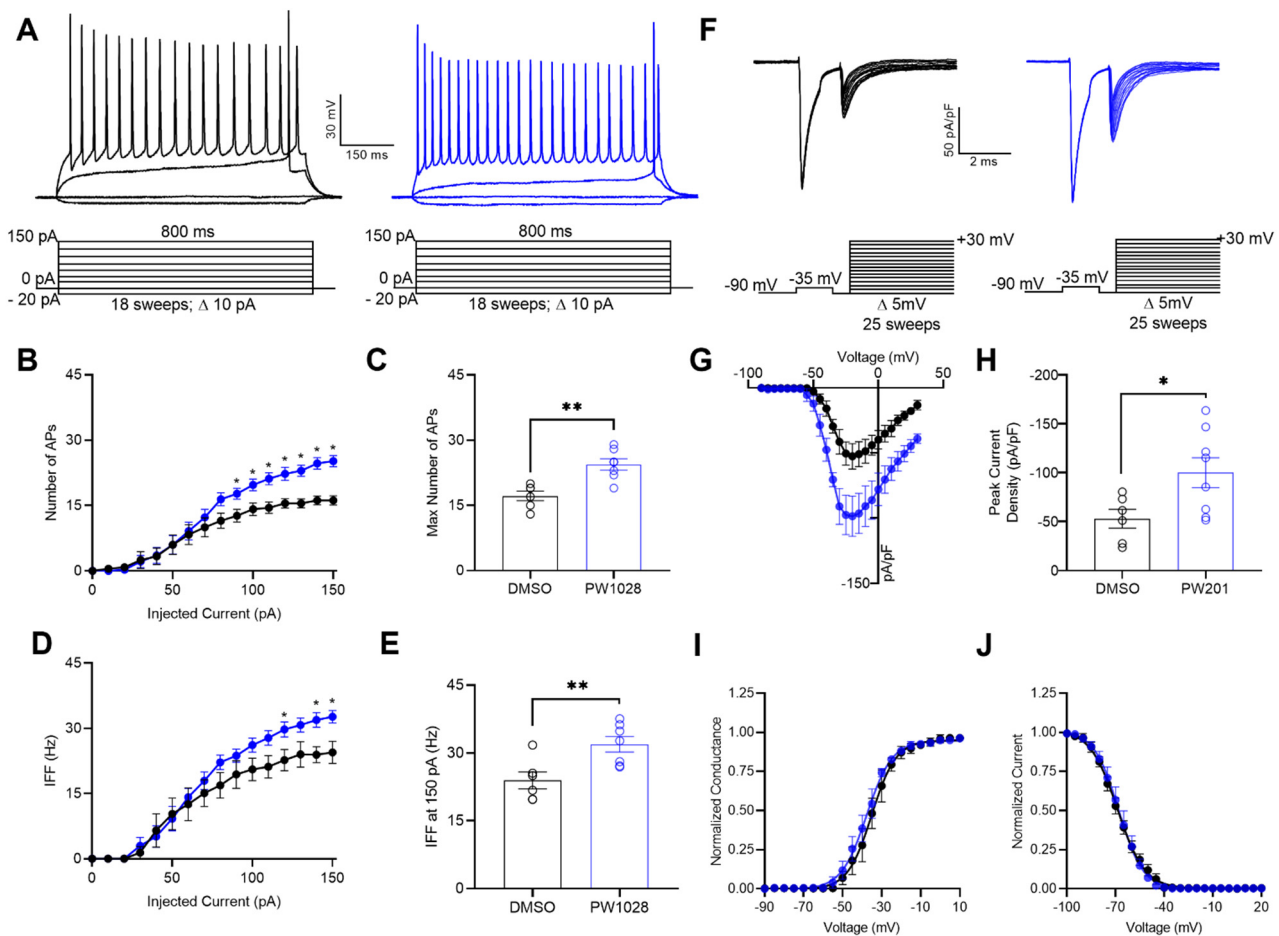 A
30 mV
150 ms
150 pA
800 ms
0 pA
- 20 pA
18 sweeps; Δ 10 pA
800 ms
18 sweeps; Δ 10 pA
F
50 pA/pF
2 ms
+30 mV
-90 mV
-35 mV
Δ 5mV
25 sweeps
+30 mV
-90 mV
-35 mV
Δ 5mV
25 sweeps
B
45
30
15
0
Number of APs
* * * * * * *
0 50 100 150
Injected Current (pA)
C
45
30
15
0
Max Number of APs
**
DMSO PW1028
G
Voltage (mV)
-100 -50 0 50
-150
pA/pF
H
-200
-150
-100
-50
0
Peak Current
Density (pA/pF)
*
DMSO PW201
D
45
30
15
0
IFF (Hz)
* * *
0 50 100 150
Injected Current (pA)
E
45
30
15
0
IFF at 150 pA (Hz)
**
DMSO PW1028
I
1.25
1.00
0.75
0.50
0.25
0.00
Normalized Conductance
-90 -70 -50 -30 -10 10
Voltage (mV)
J
1.25
1.00
0.75
0.50
0.25
0.00
Normalized Current
-100 -80 -60 -40 -20 0 20
Voltage (mV)